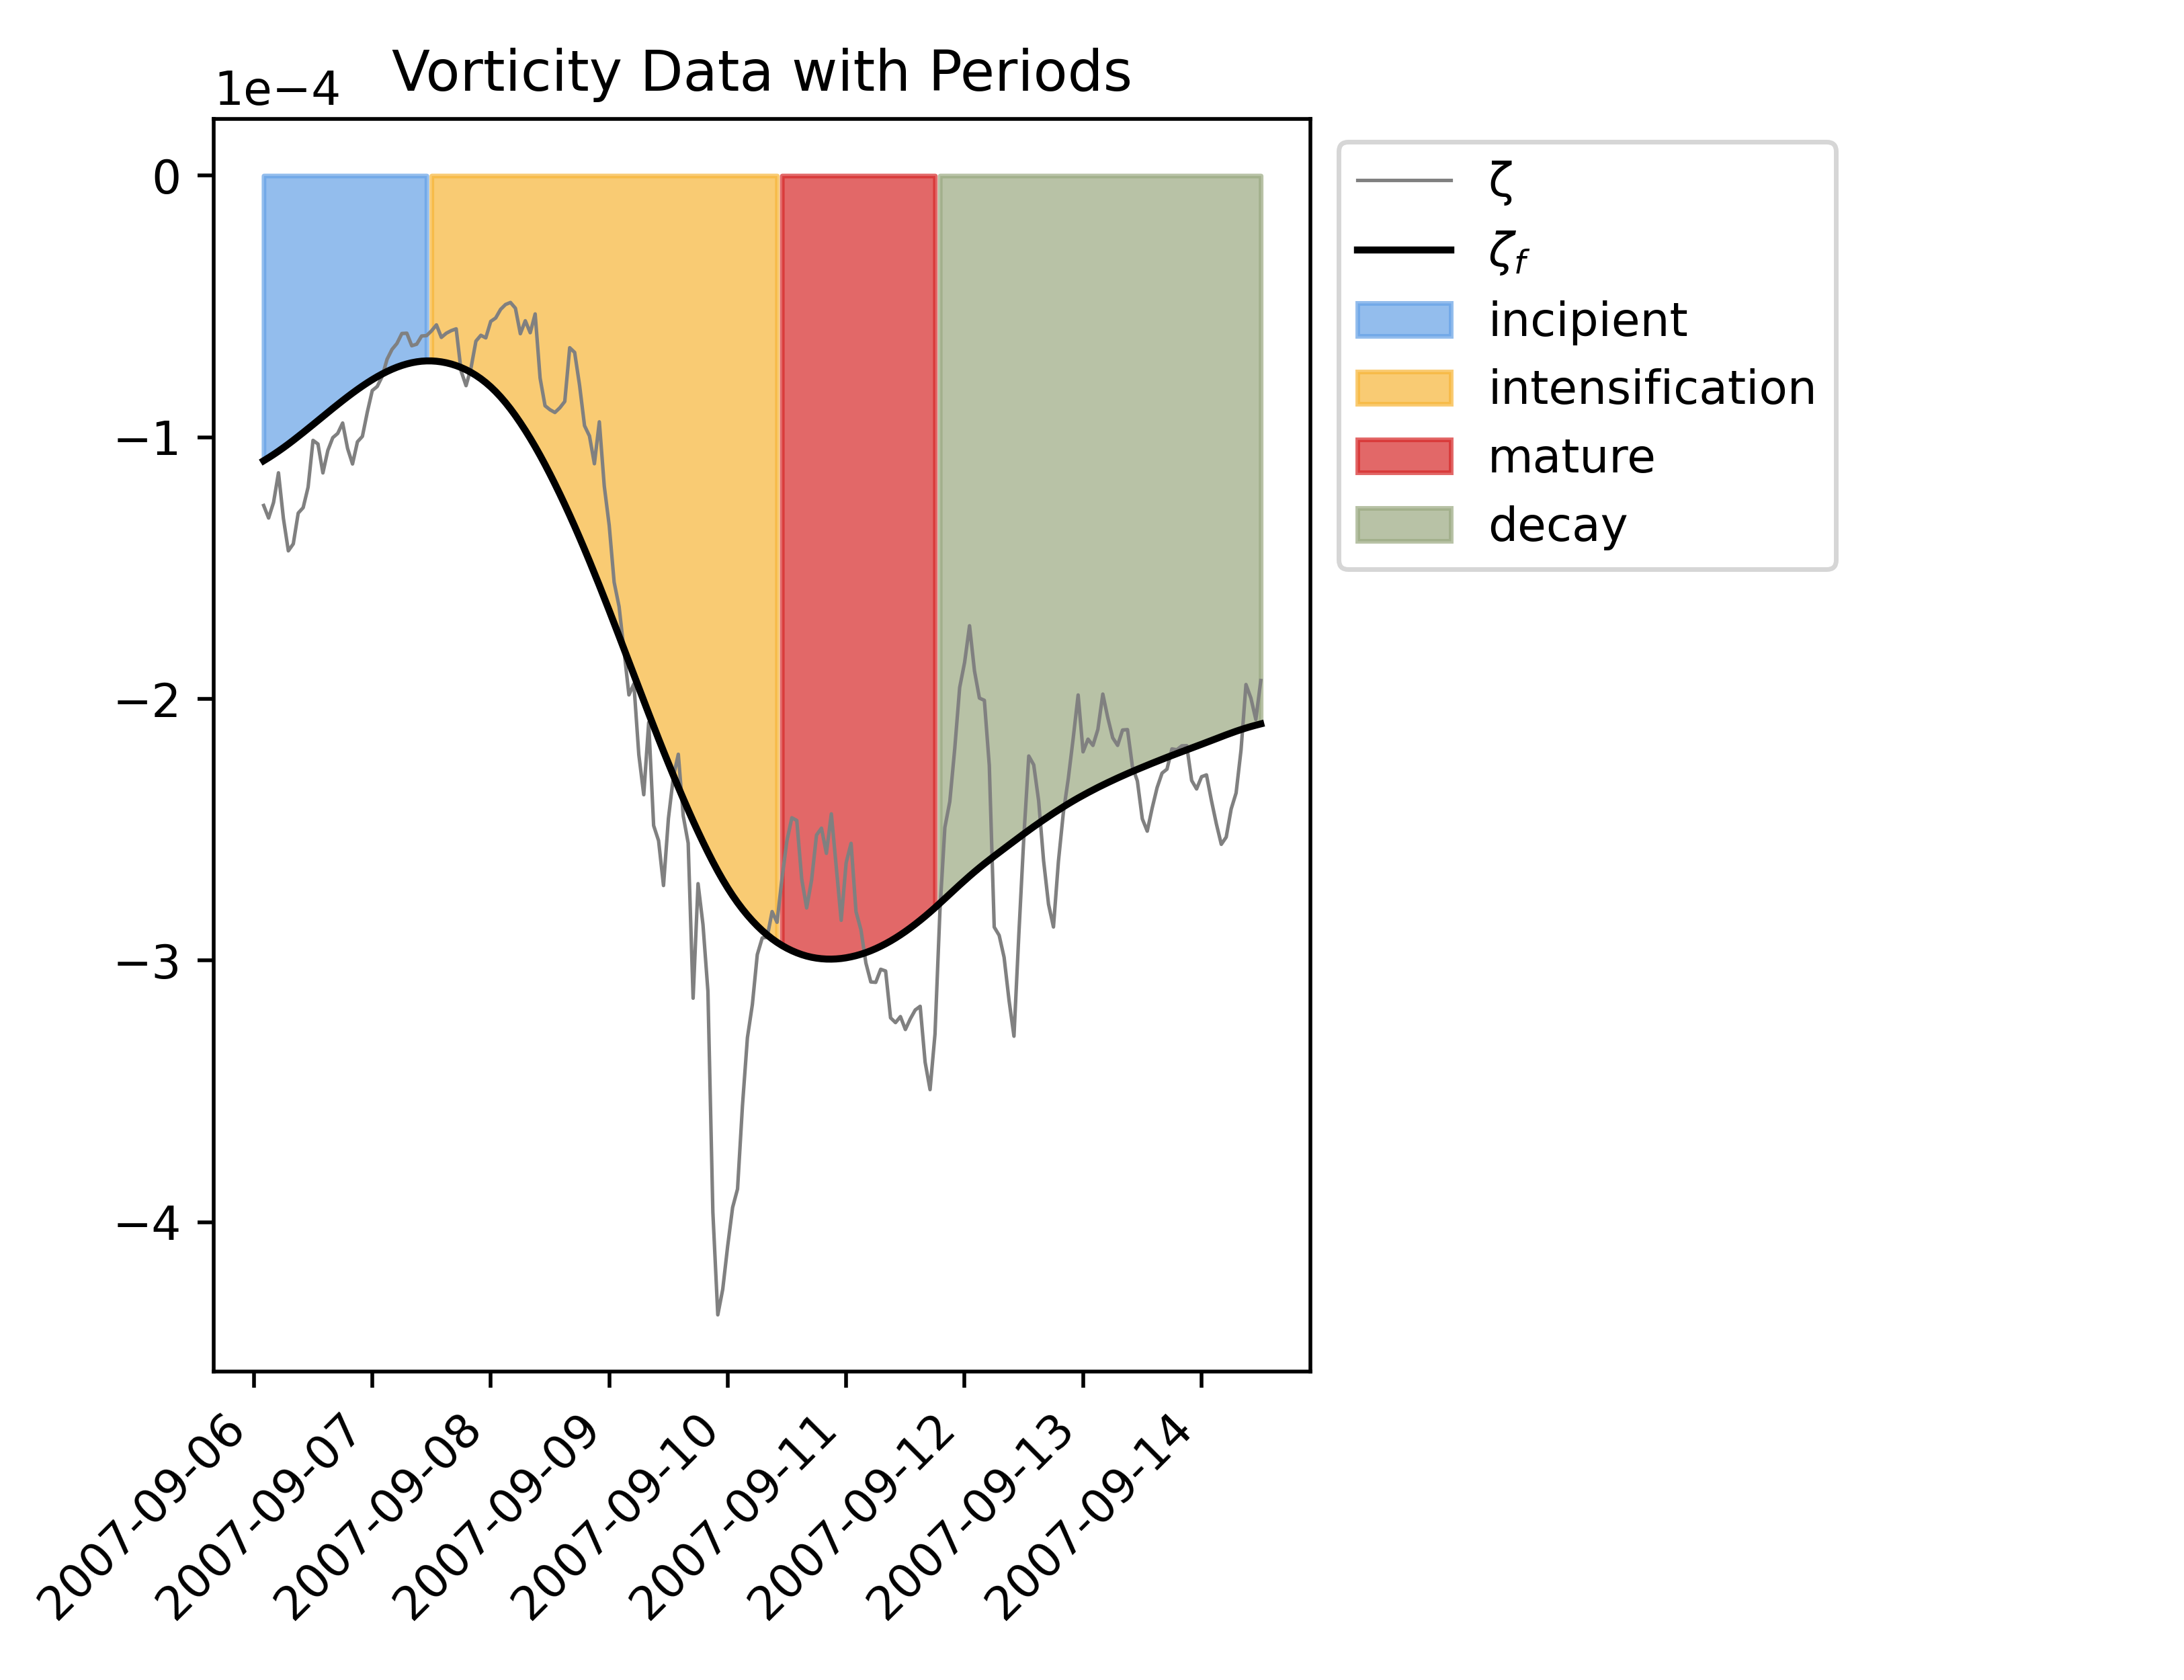 Vorticity Data with Periods
1e−4
0
−1
−2
−3
−4
2007-09-06
2007-09-07
2007-09-08
2007-09-09
2007-09-10
2007-09-11
2007-09-12
2007-09-13
2007-09-14
ζ
ζf
incipient
intensification
mature
decay